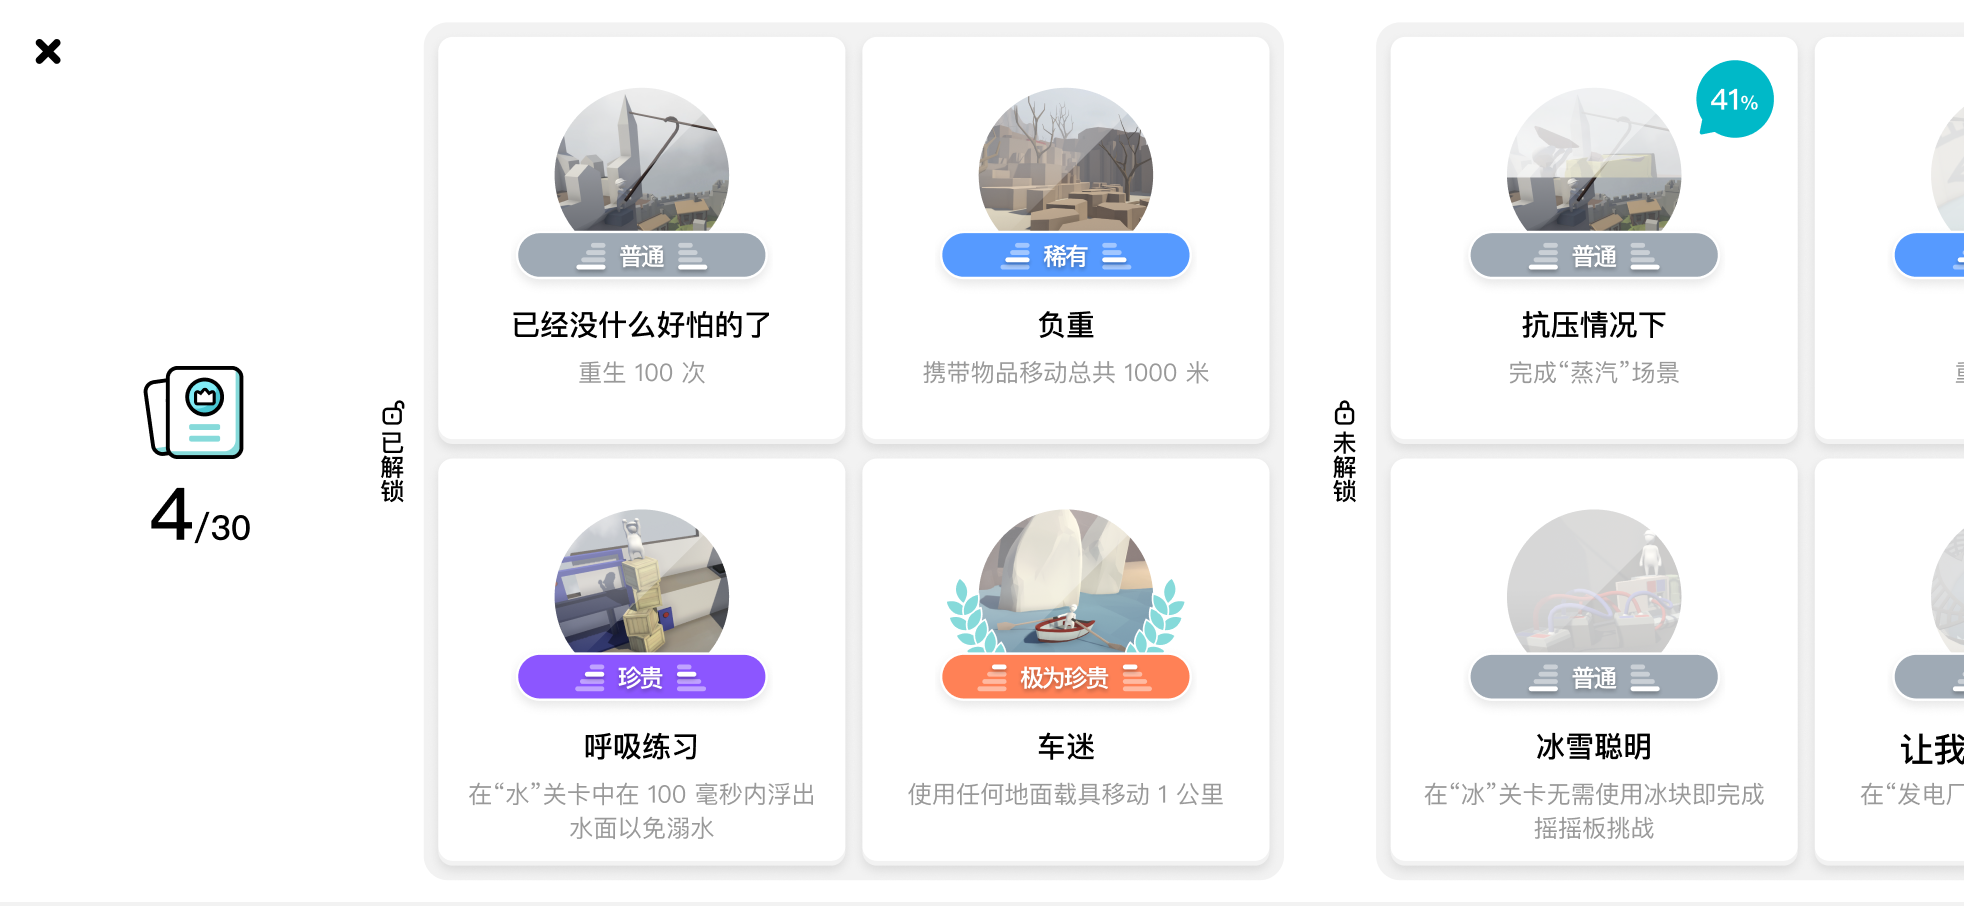 4/30
已解锁
普通
已经没什么好怕的了
重生 100 次
稀有
负重
携带物品移动总共 1000 米
珍贵
呼吸练习
在“水”关卡中在 100 毫秒内浮出
水面以免溺水
极为珍贵
车迷
使用任何地面载具移动 1 公里
未解锁
41%
普通
抗压情况下
完成“蒸汽”场景
普通
冰雪聪明
在“冰”关卡无需使用冰块即完成
摇摇板挑战
让我
在“发电厂